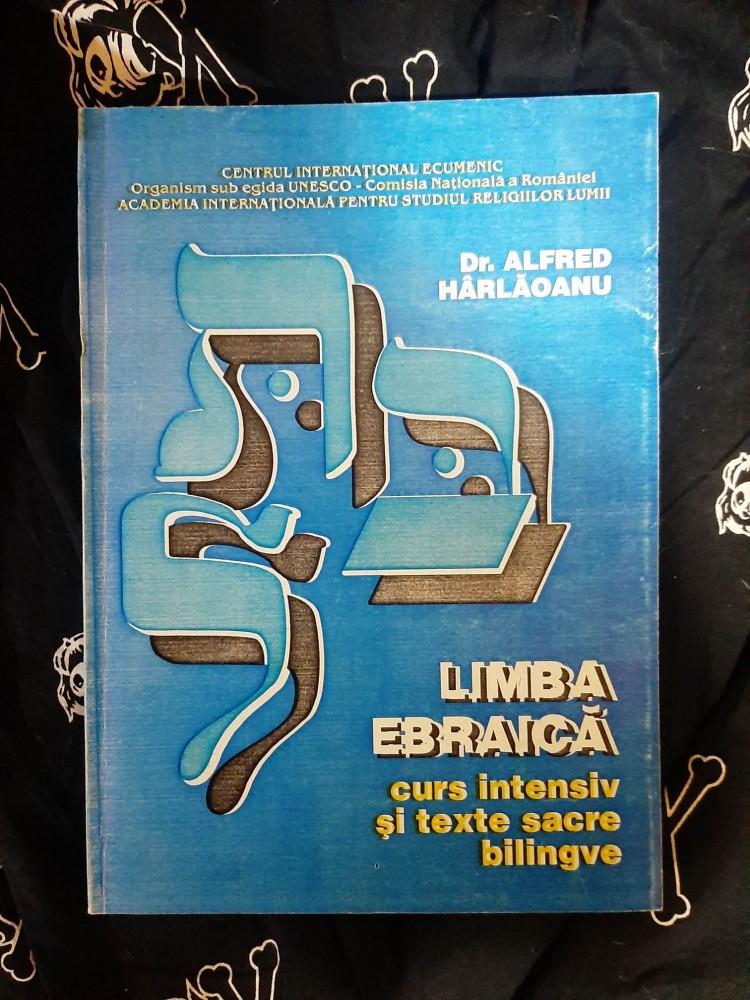 CENTRUL INTERNAȚIONAL ECUMENIC
Organism sub egida UNESCO - Comisia Națională a României
ACADEMIA INTERNAȚIONALĂ PENTRU STUDIUL RELIGIILOR LUMII
Dr. ALFRED
HÂRLĂOANU
תּ
בּ
LIMBA
EBRAICĂ
curs intensiv
și texte sacre
bilingve